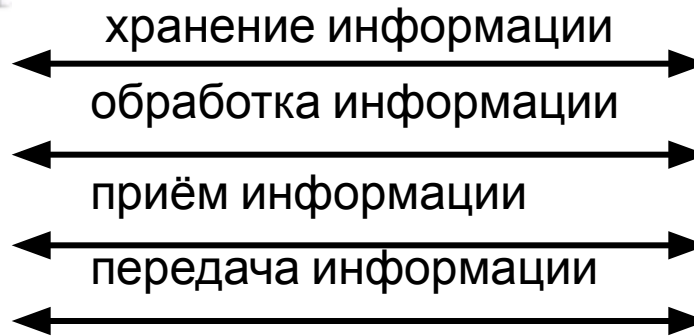 хранение информации
обработка информации
приём информации
передача информации